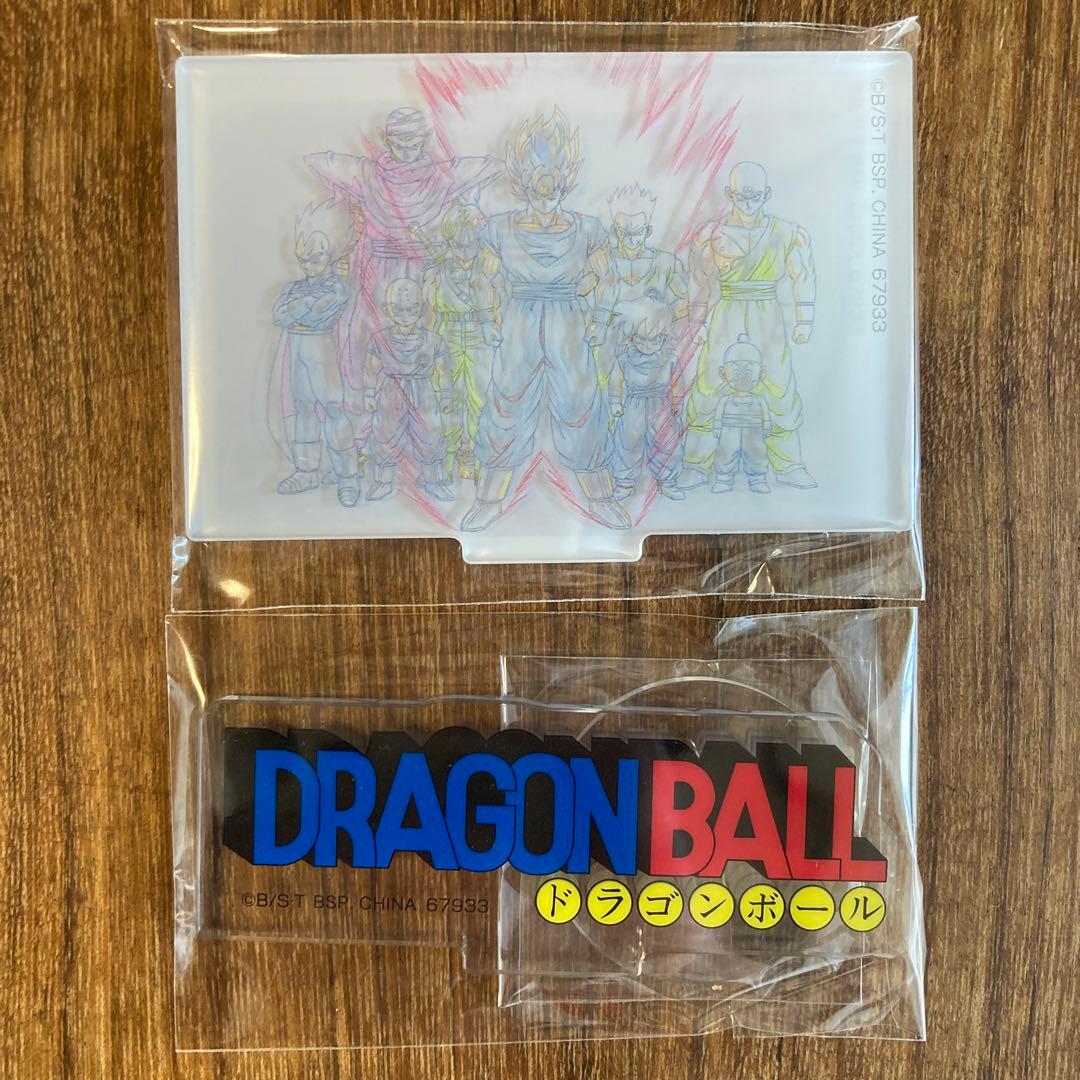 ©B/S·T BSP. CHINA 67933
DRAGON BALL
ドラゴンボール
©B/S·T BSP. CHINA 67933